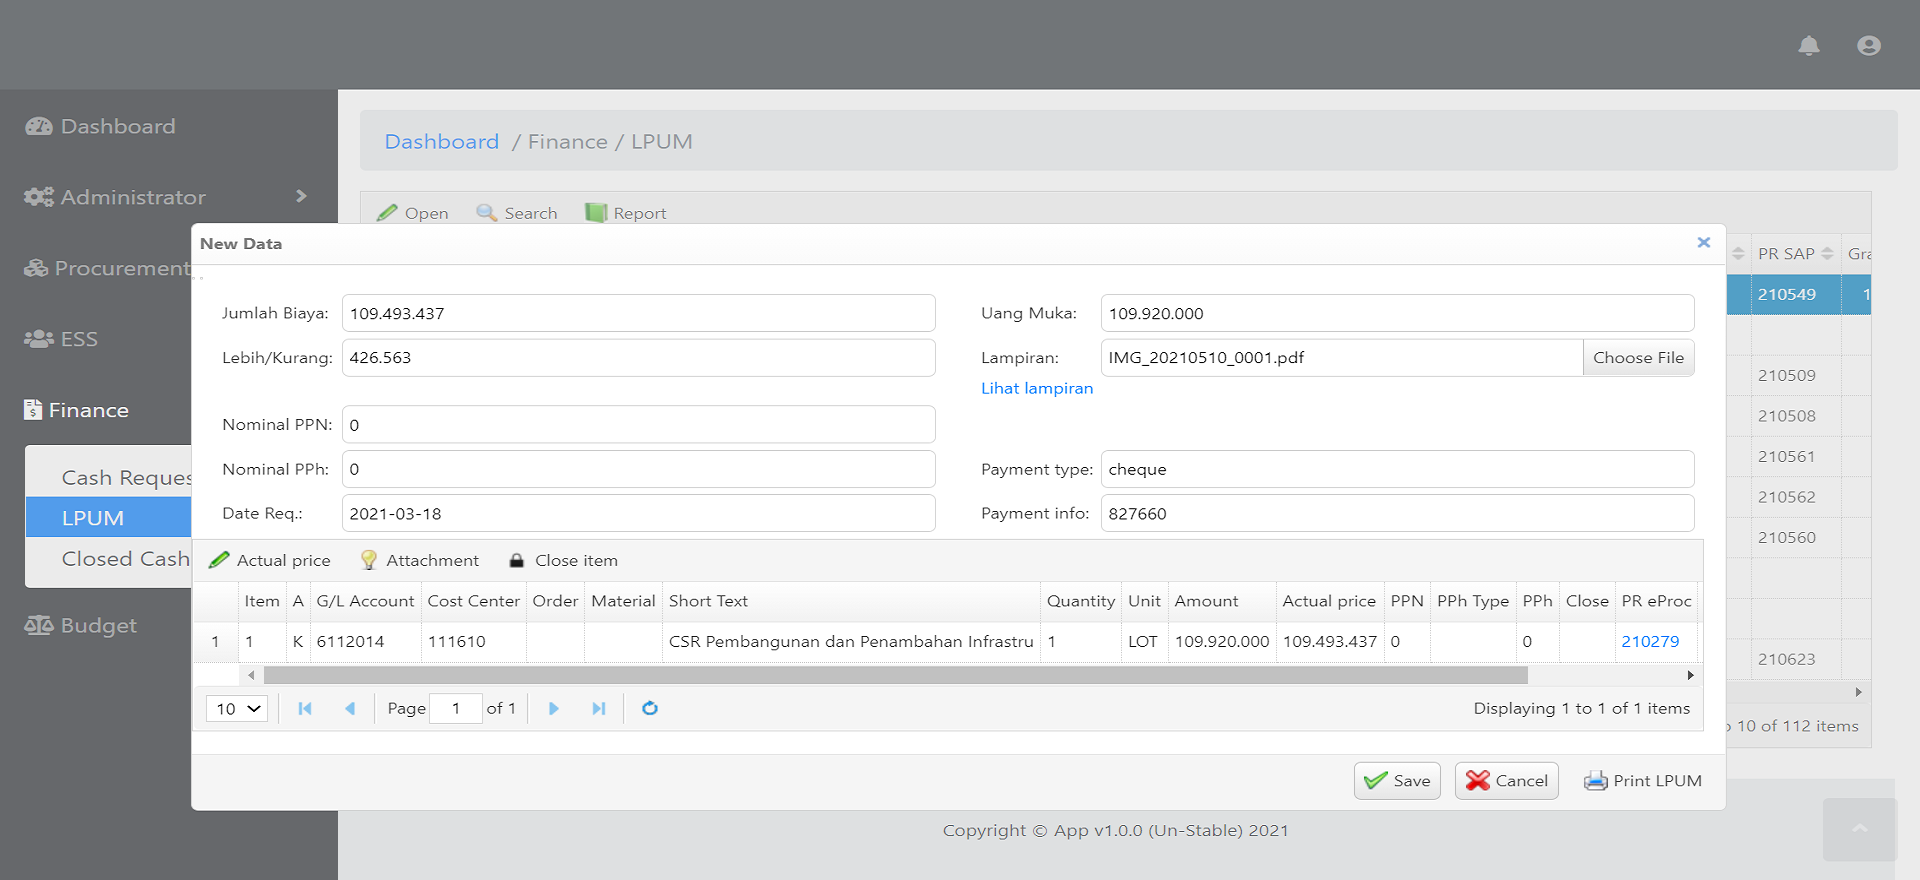 Dashboard
Administrator
Procurement
ESS
Finance
Cash Reques
LPUM
Closed Cash
Budget
Dashboard / Finance / LPUM
Open Search Report
PR SAP Gra
210549 1
210509
210508
210561
210562
210560
210623
10 of 112 items
New Data
Jumlah Biaya: 109.493.437 Uang Muka: 109.920.000
Lebih/Kurang: 426.563 Lampiran: IMG_20210510_0001.pdf Choose File
Lihat lampiran
Nominal PPN: 0
Nominal PPh: 0 Payment type: cheque
Date Req.: 2021-03-18 Payment info: 827660
Actual price Attachment Close item
Item A G/L Account Cost Center Order Material Short Text Quantity Unit Amount Actual price PPN PPh Type PPh Close PR eProc
1 1 K 6112014 111610 CSR Pembangunan dan Penambahan Infrastru 1 LOT 109.920.000 109.493.437 0 0 210279
10 Page 1 of 1 Displaying 1 to 1 of 1 items
Save Cancel Print LPUM
Copyright © App v1.0.0 (Un-Stable) 2021